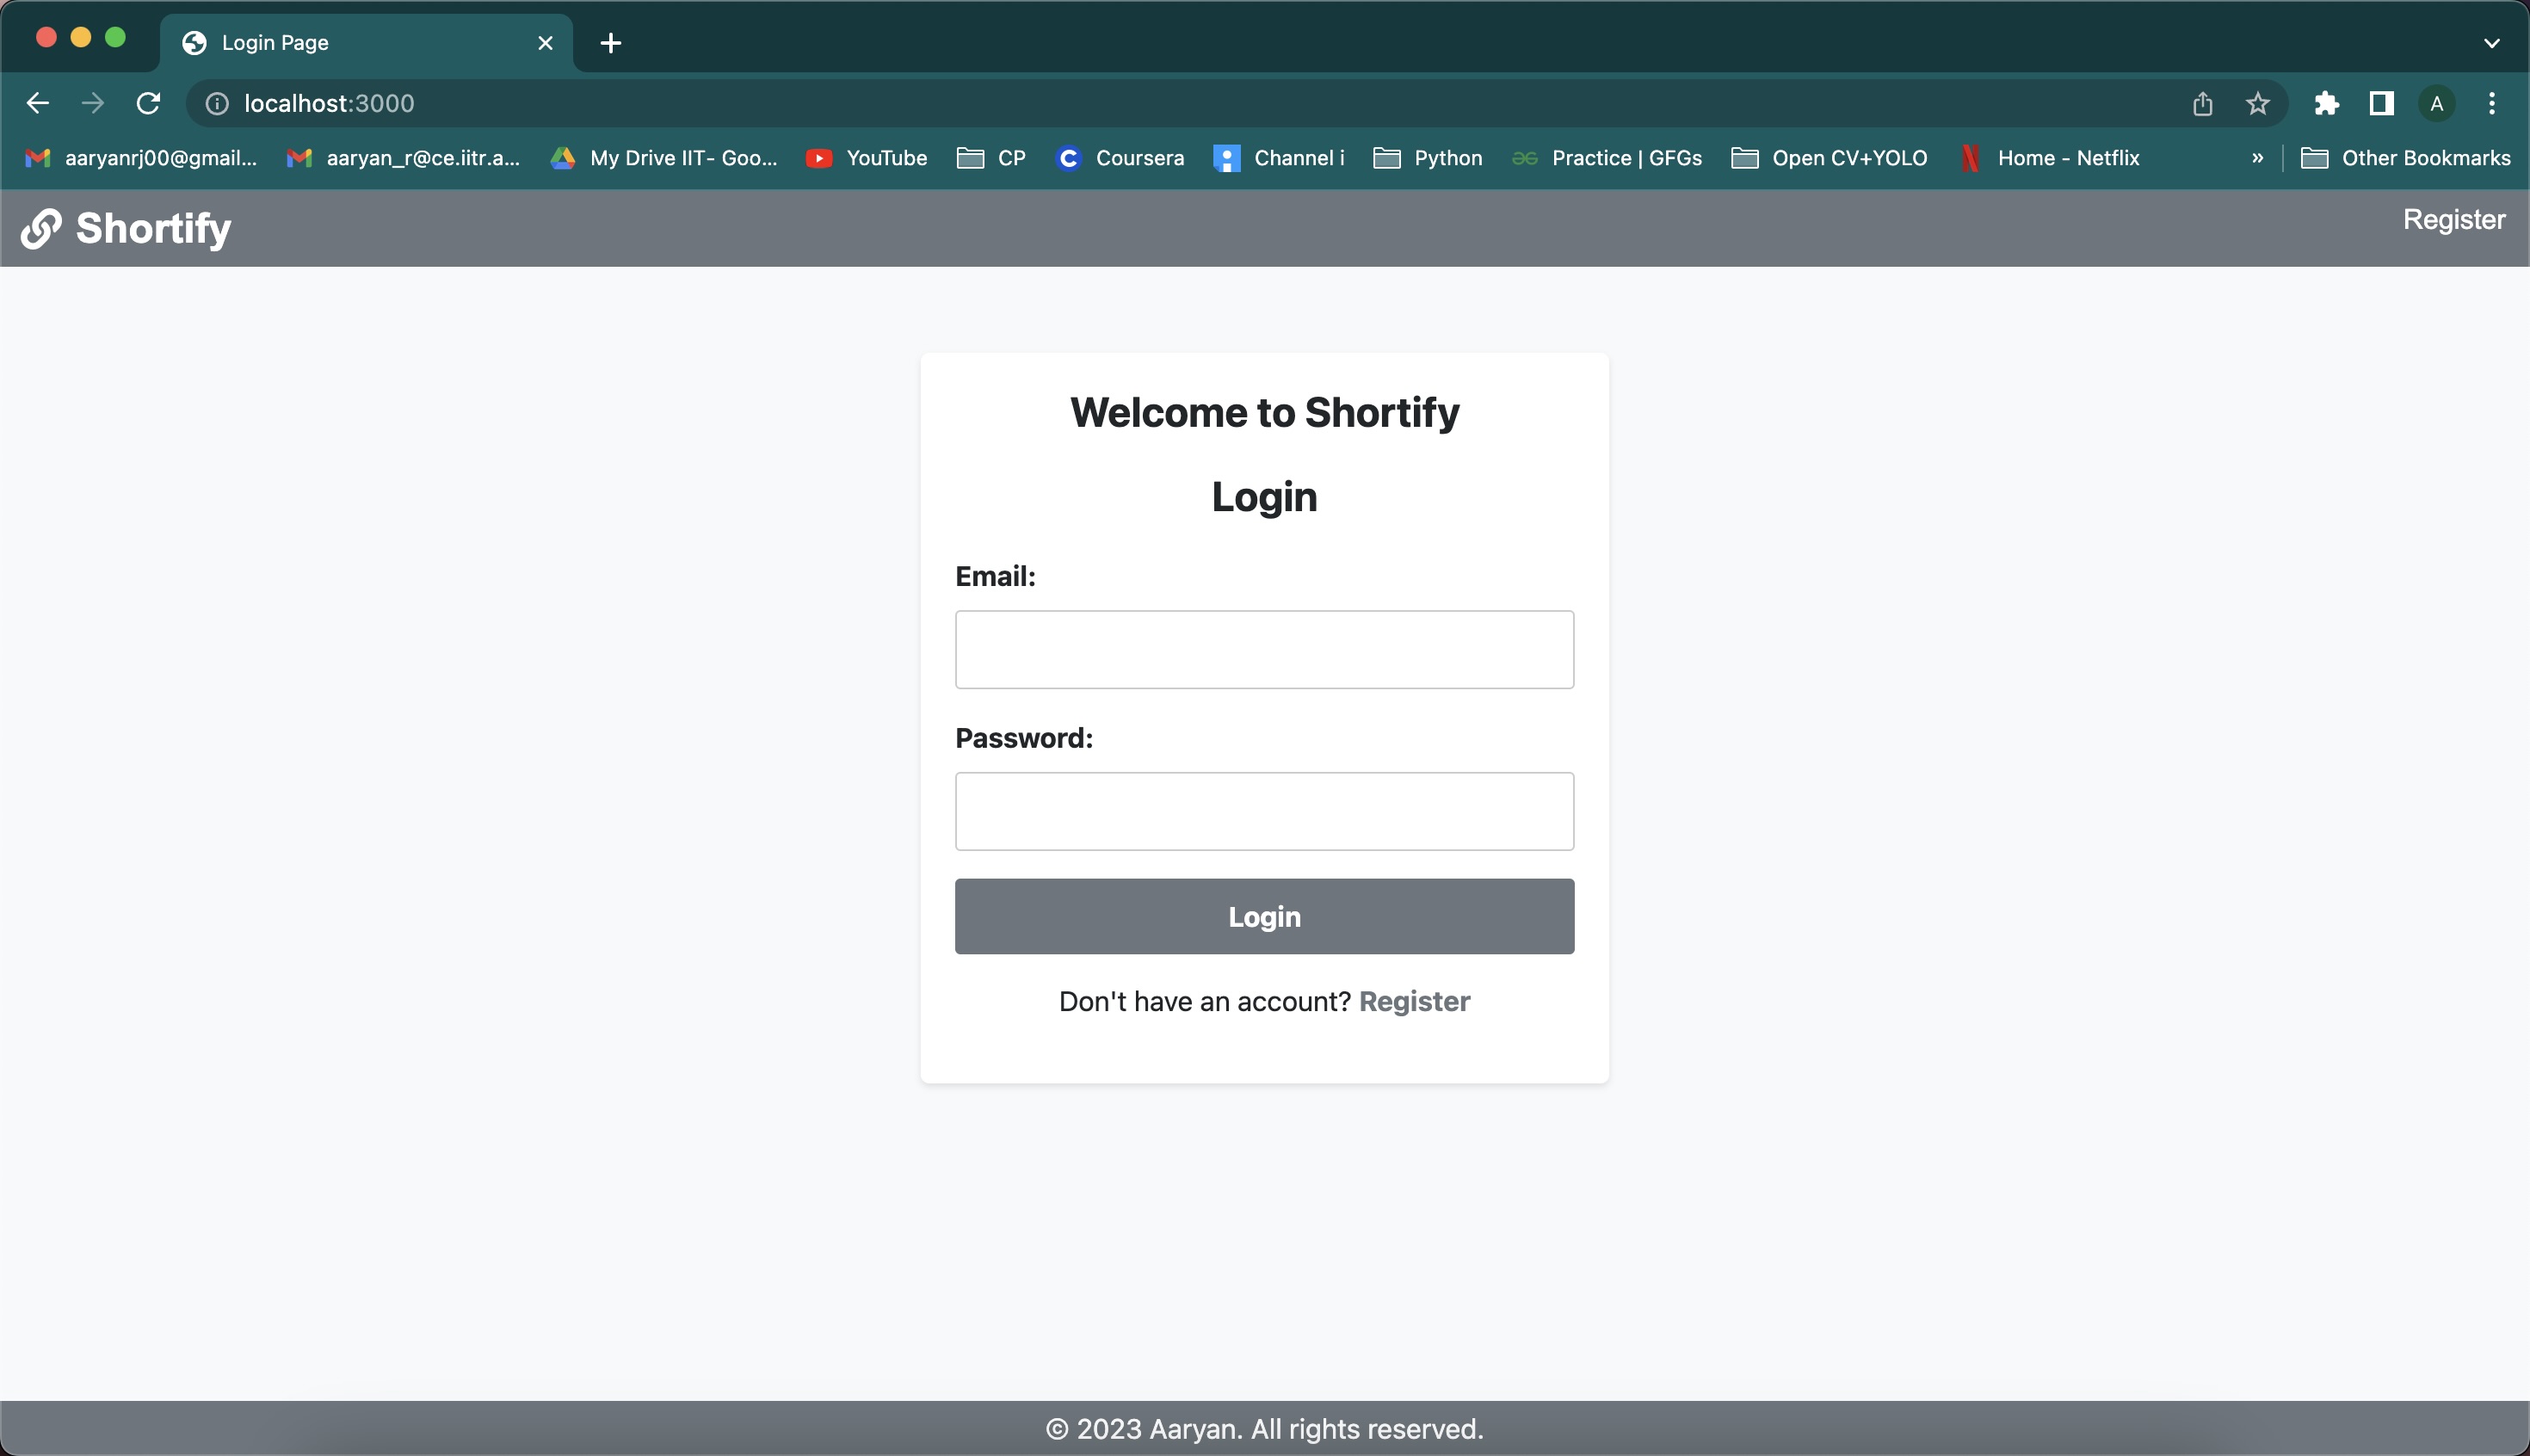 Login Page
localhost:3000
aaryanrj00@gmail... aaryan_r@ce.iitr.a... My Drive IIT- Goo... YouTube CP Coursera Channel i Python Practice | GFGs Open CV+YOLO Home - Netflix » Other Bookmarks
A
Shortify
Register
Welcome to Shortify
Login
Email:
Password:
Login
Don't have an account? Register
© 2023 Aaryan. All rights reserved.